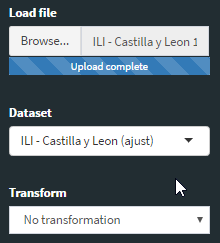 Load file
Browse... ILI - Castilla y Leon 1
Upload complete
Dataset
ILI - Castilla y Leon (ajust)
Transform
No transformation